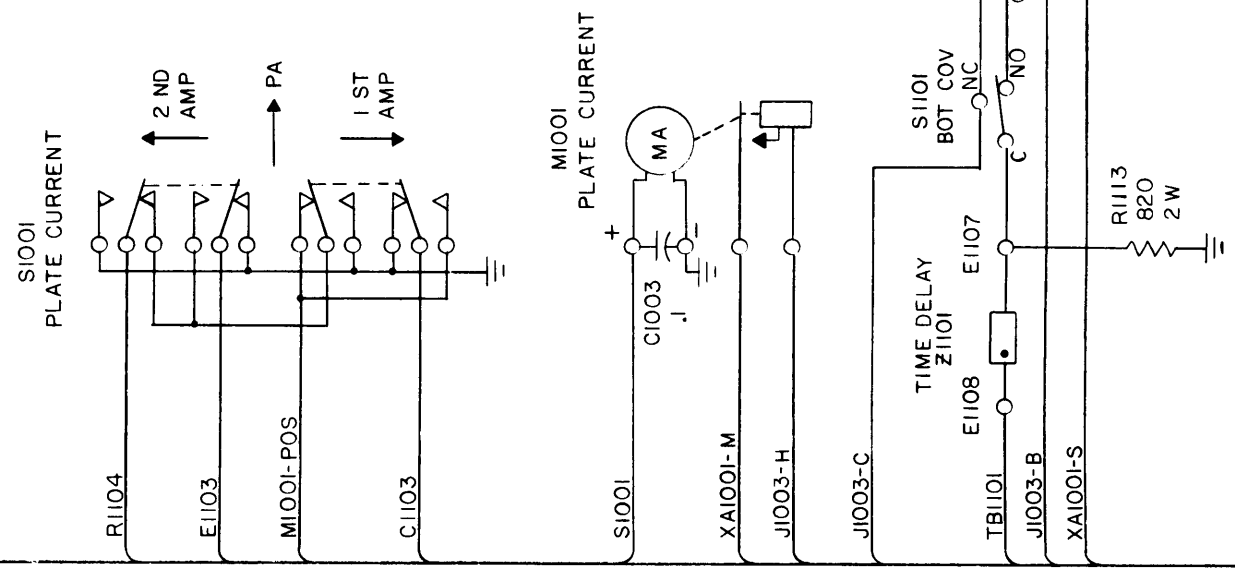 S1001
PLATE CURRENT
2 ND
AMP
PA
1 ST
AMP
R1104
E1103
M1001-POS
C1103
M1001
PLATE CURRENT
MA
+
-
C1003
.1
S1001
XA1001-M
J1003-H
J1003-C
S1101
BOT COV
NC
NO
C
E1107
TIME DELAY
Z1101
E1108
R1113
820
2 W
TB1101
J1003-B
XA1001-S